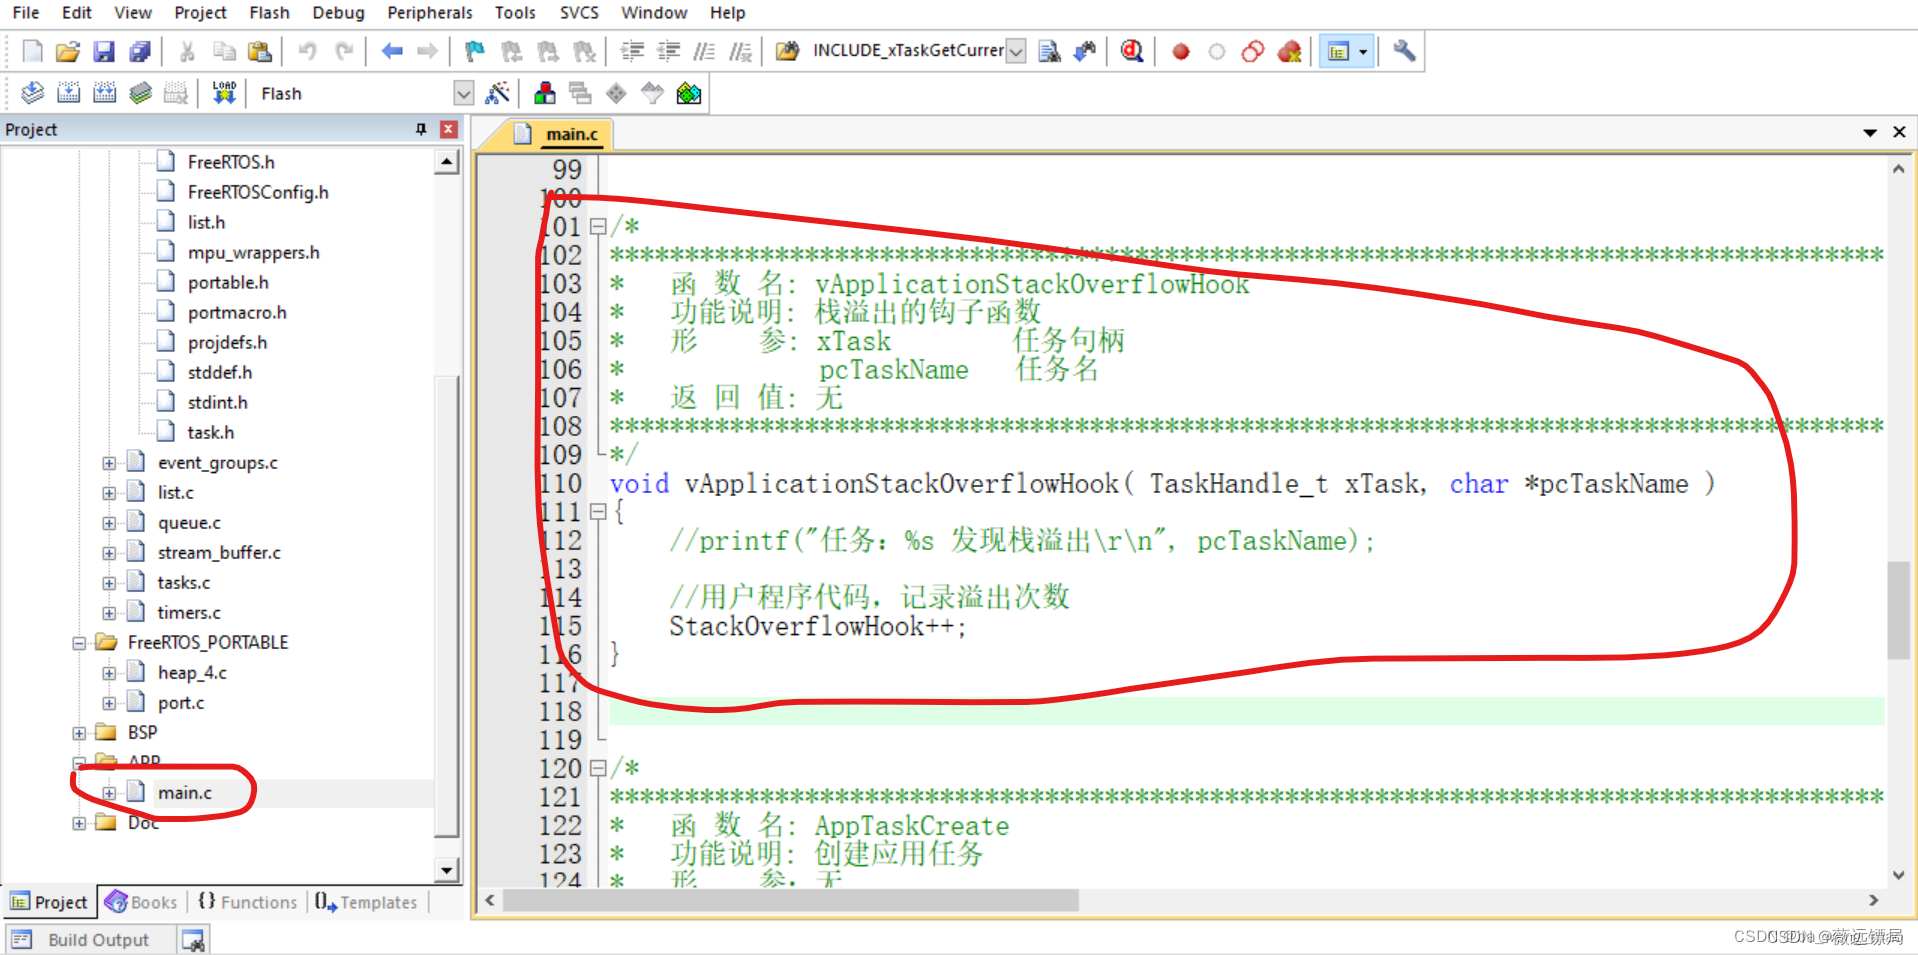 File Edit View Project Flash Debug Peripherals Tools SVCS Window Help
INCLUDE_xTaskGetCurrer
LOAD Flash
Project
FreeRTOS.h
FreeRTOSConfig.h
list.h
mpu_wrappers.h
portable.h
portmacro.h
projdefs.h
stddef.h
stdint.h
task.h
event_groups.c
list.c
queue.c
stream_buffer.c
tasks.c
timers.c
FreeRTOS_PORTABLE
heap_4.c
port.c
BSP
APP
main.c
Doc
Project Books {} Functions Templates
Build Output
main.c
99
100
101 /*
102 *************************************************************************************
103 * 函 数 名: vApplicationStackOverflowHook
104 * 功能说明: 栈溢出的钩子函数
105 * 形 参: xTask 任务句柄
106 * pcTaskName 任务名
107 * 返 回 值: 无
108 *************************************************************************************
109 */
110 void vApplicationStackOverflowHook( TaskHandle_t xTask, char *pcTaskName )
111 {
112 //printf("任务：%s 发现栈溢出\r\n", pcTaskName);
113
114 //用户程序代码，记录溢出次数
115 StackOverflowHook++;
116 }
117
118
119
120 /*
121 *************************************************************************************
122 * 函 数 名: AppTaskCreate
123 * 功能说明: 创建应用任务
124 * 形 参: 无
@薇远镖局